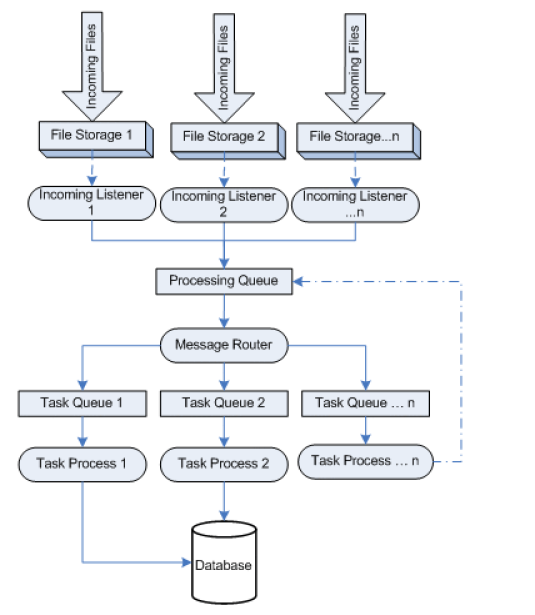 Incoming Files
Incoming Files
Incoming Files
File Storage 1
File Storage 2
File Storage...n
Incoming Listener
1
Incoming Listener
2
Incoming Listener
...n
Processing Queue
Message Router
Task Queue 1
Task Queue 2
Task Queue ... n
Task Process 1
Task Process 2
Task Process ... n
Database